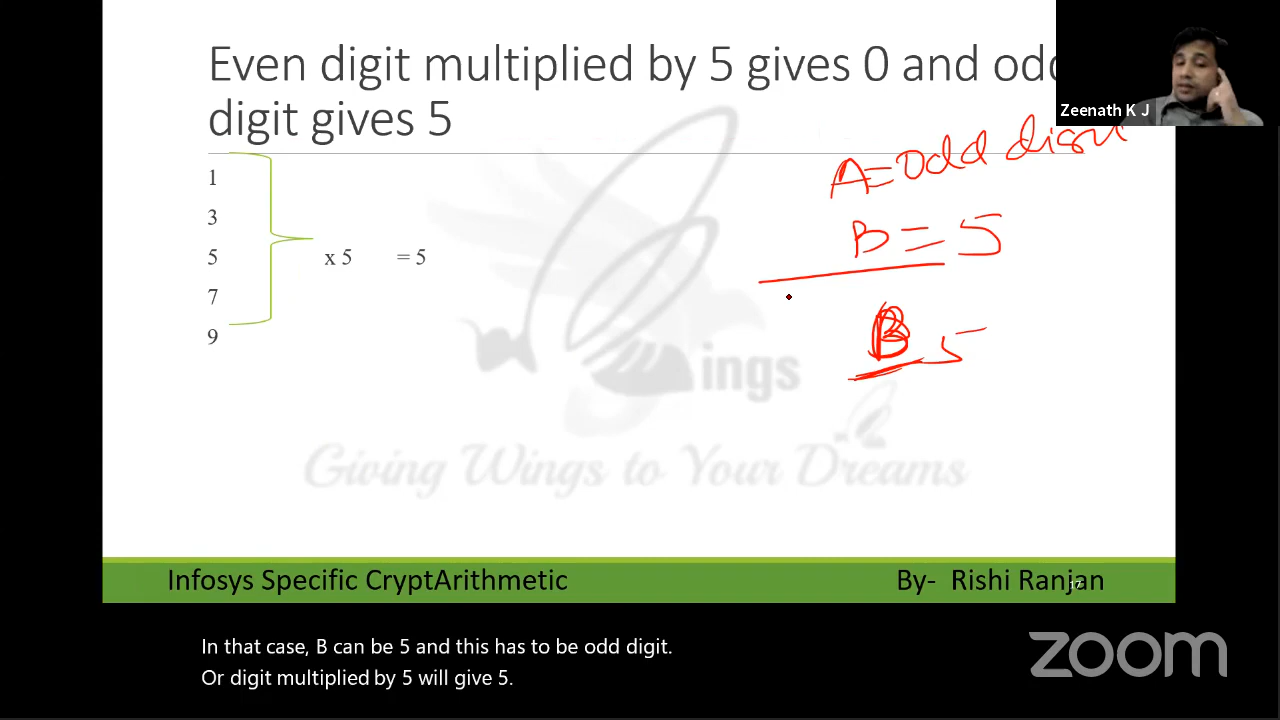 Even digit multiplied by 5 gives 0 and odd
digit gives 5
Zeenath K J
1
3
5 x 5 = 5
7
9
A = odd digit
B = 5
B 5
ings
Giving Wings to Your Dreams
Infosys Specific CryptArithmetic
By- Rishi Ranjan
17
In that case, B can be 5 and this has to be odd digit.
Or digit multiplied by 5 will give 5.
zoom